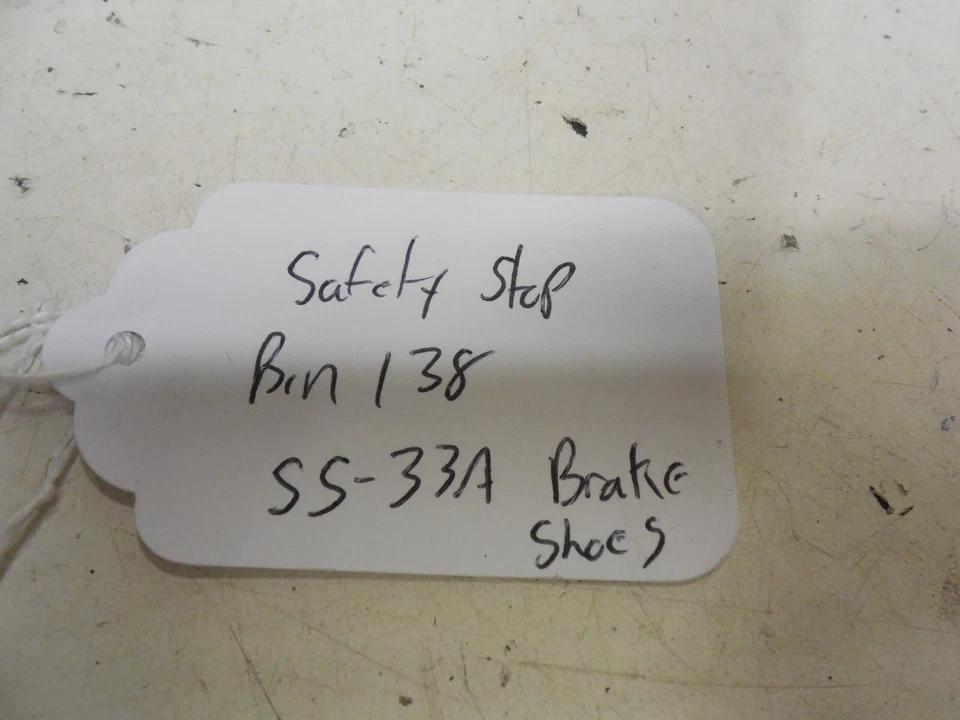 Safety Stop
Bin 138
SS-33A Brake
Shoes